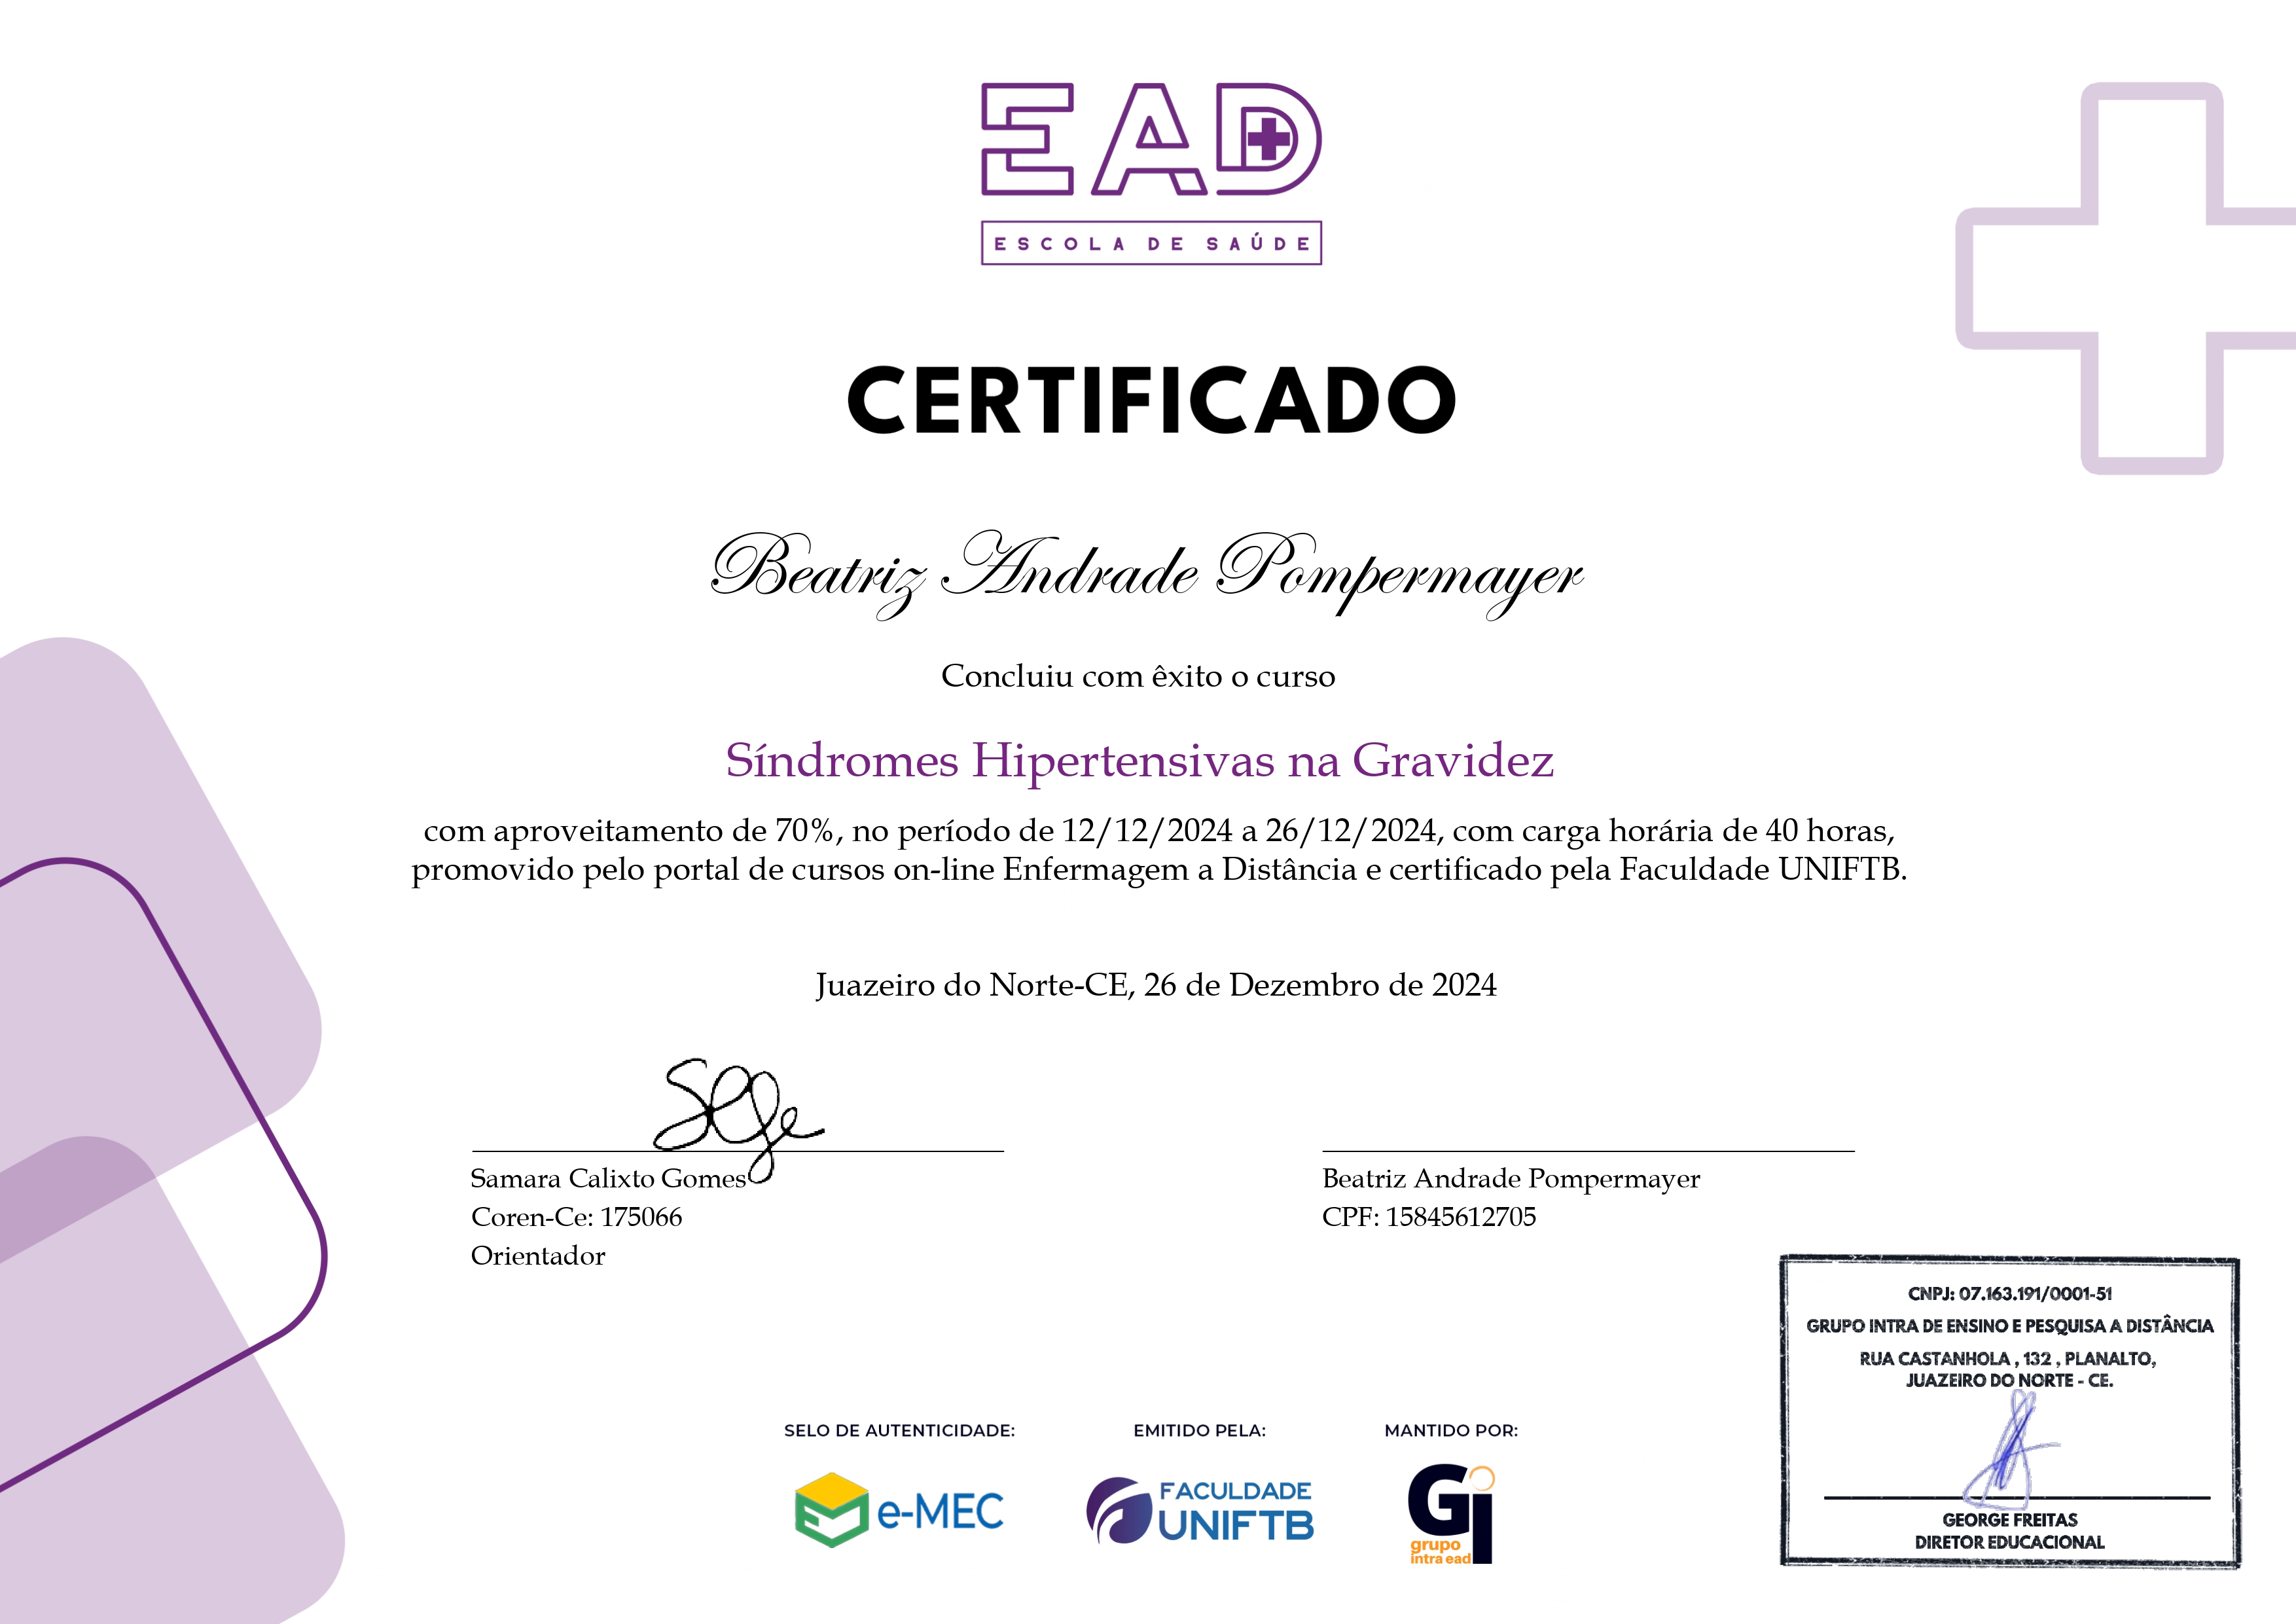 EAD
ESCOLA DE SAÚDE
CERTIFICADO
Beatriz Andrade Pompermayer
Concluiu com êxito o curso
Síndromes Hipertensivas na Gravidez
com aproveitamento de 70%, no período de 12/12/2024 a 26/12/2024, com carga horária de 40 horas,
promovido pelo portal de cursos on-line Enfermagem a Distância e certificado pela Faculdade UNIFTB.
Juazeiro do Norte-CE, 26 de Dezembro de 2024
Samara Calixto Gomes
Coren-Ce: 175066
Orientador
Beatriz Andrade Pompermayer
CPF: 15845612705
CNPJ: 07.163.191/0001-51
GRUPO INTRA DE ENSINO E PESQUISA A DISTÂNCIA
RUA CASTANHOLA , 132 , PLANALTO,
JUAZEIRO DO NORTE - CE.
GEORGE FREITAS
DIRETOR EDUCACIONAL
SELO DE AUTENTICIDADE:
e-MEC
EMITIDO PELA:
FACULDADE
UNIFTB
MANTIDO POR:
Gi
grupo
intra ead